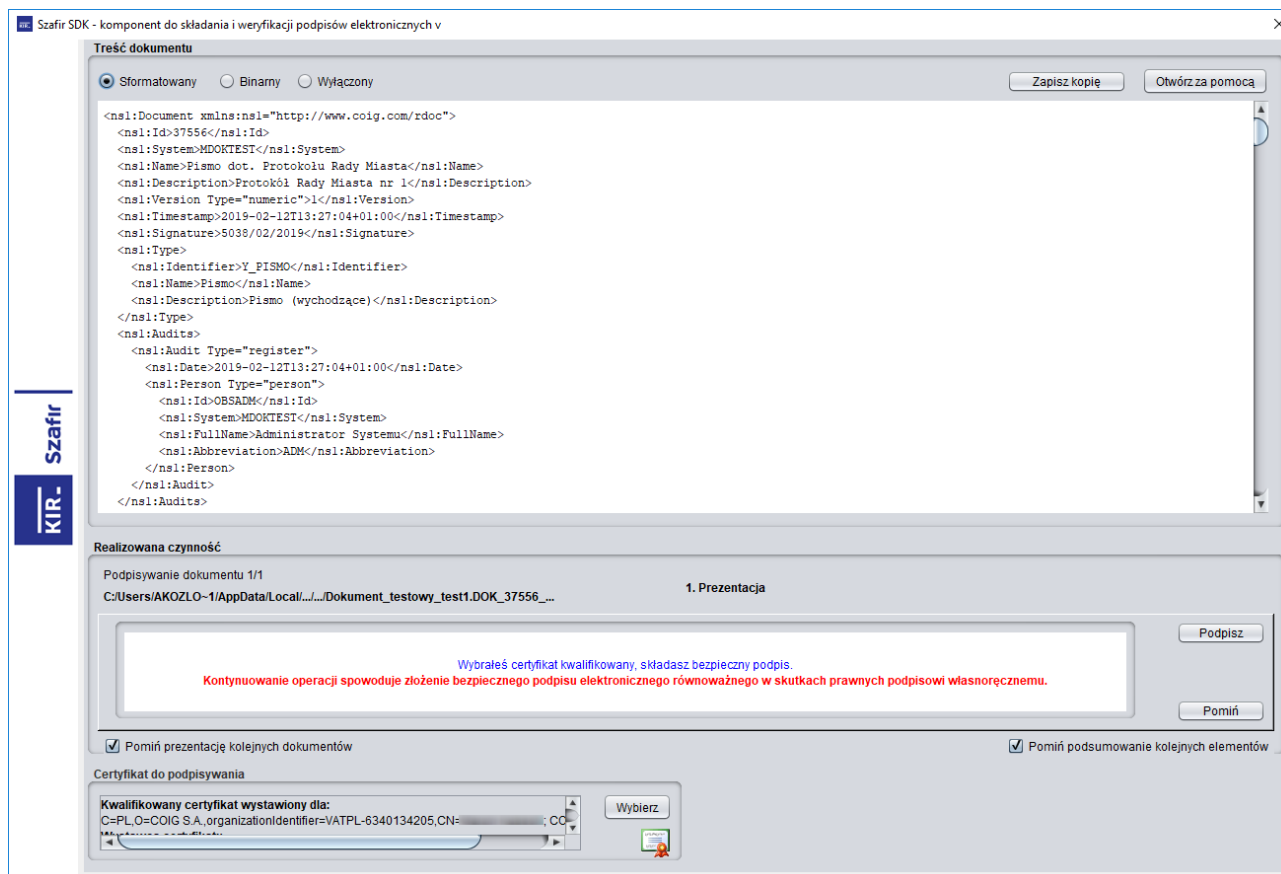 KIR. Szafir SDK - komponent do składania i weryfikacji podpisów elektronicznych v
Treść dokumentu
Sformatowany Binarny Wyłączony Zapisz kopię Otwórz za pomocą
<ns1:Document xmlns:ns1="http://www.coig.com/rdoc">
<ns1:Id>37556</ns1:Id>
<ns1:System>MDOKTEST</ns1:System>
<ns1:Name>Pismo dot. Protokołu Rady Miasta</ns1:Name>
<ns1:Description>Protokół Rady Miasta nr 1</ns1:Description>
<ns1:Version Type="numeric">1</ns1:Version>
<ns1:Timestamp>2019-02-12T13:27:04+01:00</ns1:Timestamp>
<ns1:Signature>5038/02/2019</ns1:Signature>
<ns1:Type>
<ns1:Identifier>Y_PISMO</ns1:Identifier>
<ns1:Name>Pismo</ns1:Name>
<ns1:Description>Pismo (wychodzące)</ns1:Description>
</ns1:Type>
<ns1:Audits>
<ns1:Audit Type="register">
<ns1:Date>2019-02-12T13:27:04+01:00</ns1:Date>
<ns1:Person Type="person">
<ns1:Id>OBSADM</ns1:Id>
<ns1:System>MDOKTEST</ns1:System>
<ns1:FullName>Administrator Systemu</ns1:FullName>
<ns1:Abbreviation>ADM</ns1:Abbreviation>
</ns1:Person>
</ns1:Audit>
</ns1:Audits>
Szafir
KIR.
Realizowana czynność
Podpisywanie dokumentu 1/1
1. Prezentacja
C:/Users/AKOZLO~1/AppData/Local/.../.../Dokument_testowy_test1.DOK_37556_...
Podpisz
Wybrałeś certyfikat kwalifikowany, składasz bezpieczny podpis.
Kontynuowanie operacji spowoduje złożenie bezpiecznego podpisu elektronicznego równoważnego w skutkach prawnych podpisowi własnoręcznemu.
Pomiń
Pomiń prezentację kolejnych dokumentów Pomiń podsumowanie kolejnych elementów
Certyfikat do podpisywania
Kwalifikowany certyfikat wystawiony dla:
Wybierz
C=PL,O=COIG S.A.,organizationIdentifier=VATPL-6340134205,CN= ; CO